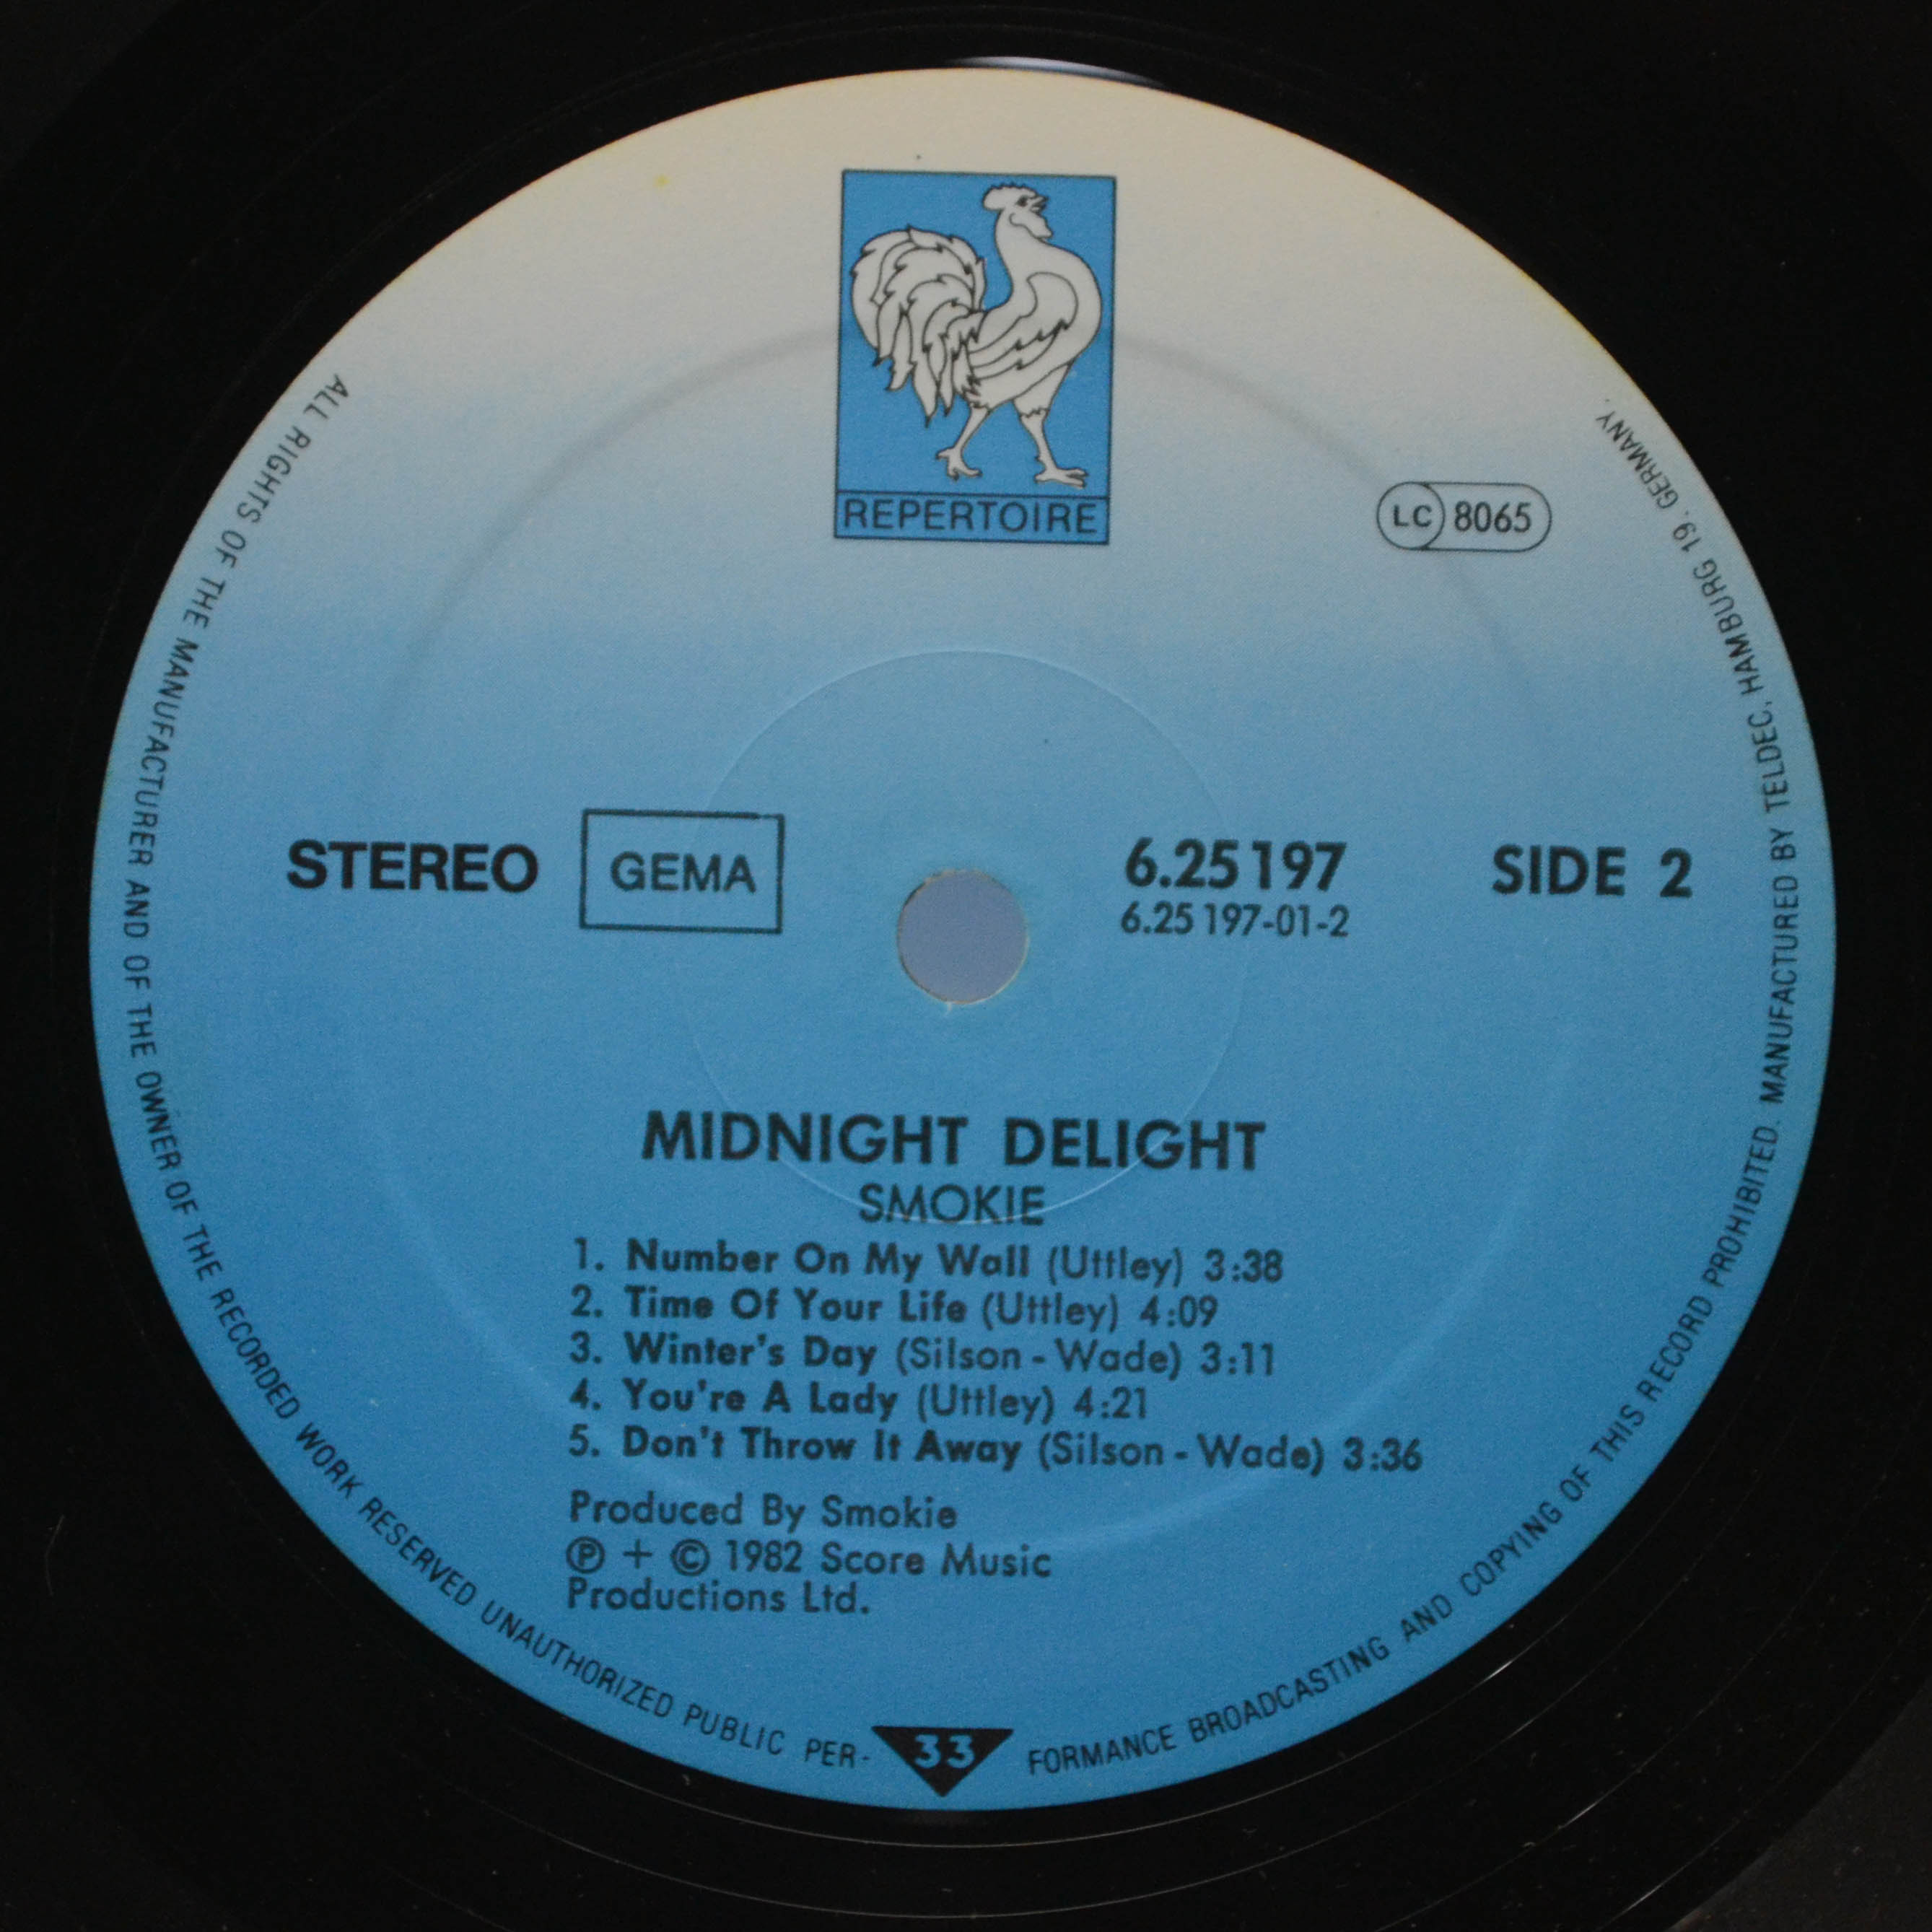 REPERTOIRE
LC 8065
STEREO GEMA 6.25197 SIDE 2
6.25 197-01-2
MIDNIGHT DELIGHT
SMOKIE
1. Number On My Wall (Uttley) 3:38
2. Time Of Your Life (Uttley) 4:09
3. Winter's Day (Silson - Wade) 3:11
4. You're A Lady (Uttley) 4:21
5. Don't Throw It Away (Silson - Wade) 3:36
Produced By Smokie
Ⓟ + © 1982 Score Music
Productions Ltd.
ALL RIGHTS OF THE MANUFACTURER AND OF THE OWNER OF THE RECORDED WORK RESERVED UNAUTHORIZED PUBLIC PER- 33 FORMANCE BROADCASTING AND COPYING OF THIS RECORD PROHIBITED. MANUFACTURED BY TELDEC, HAMBURG 19. GERMANY